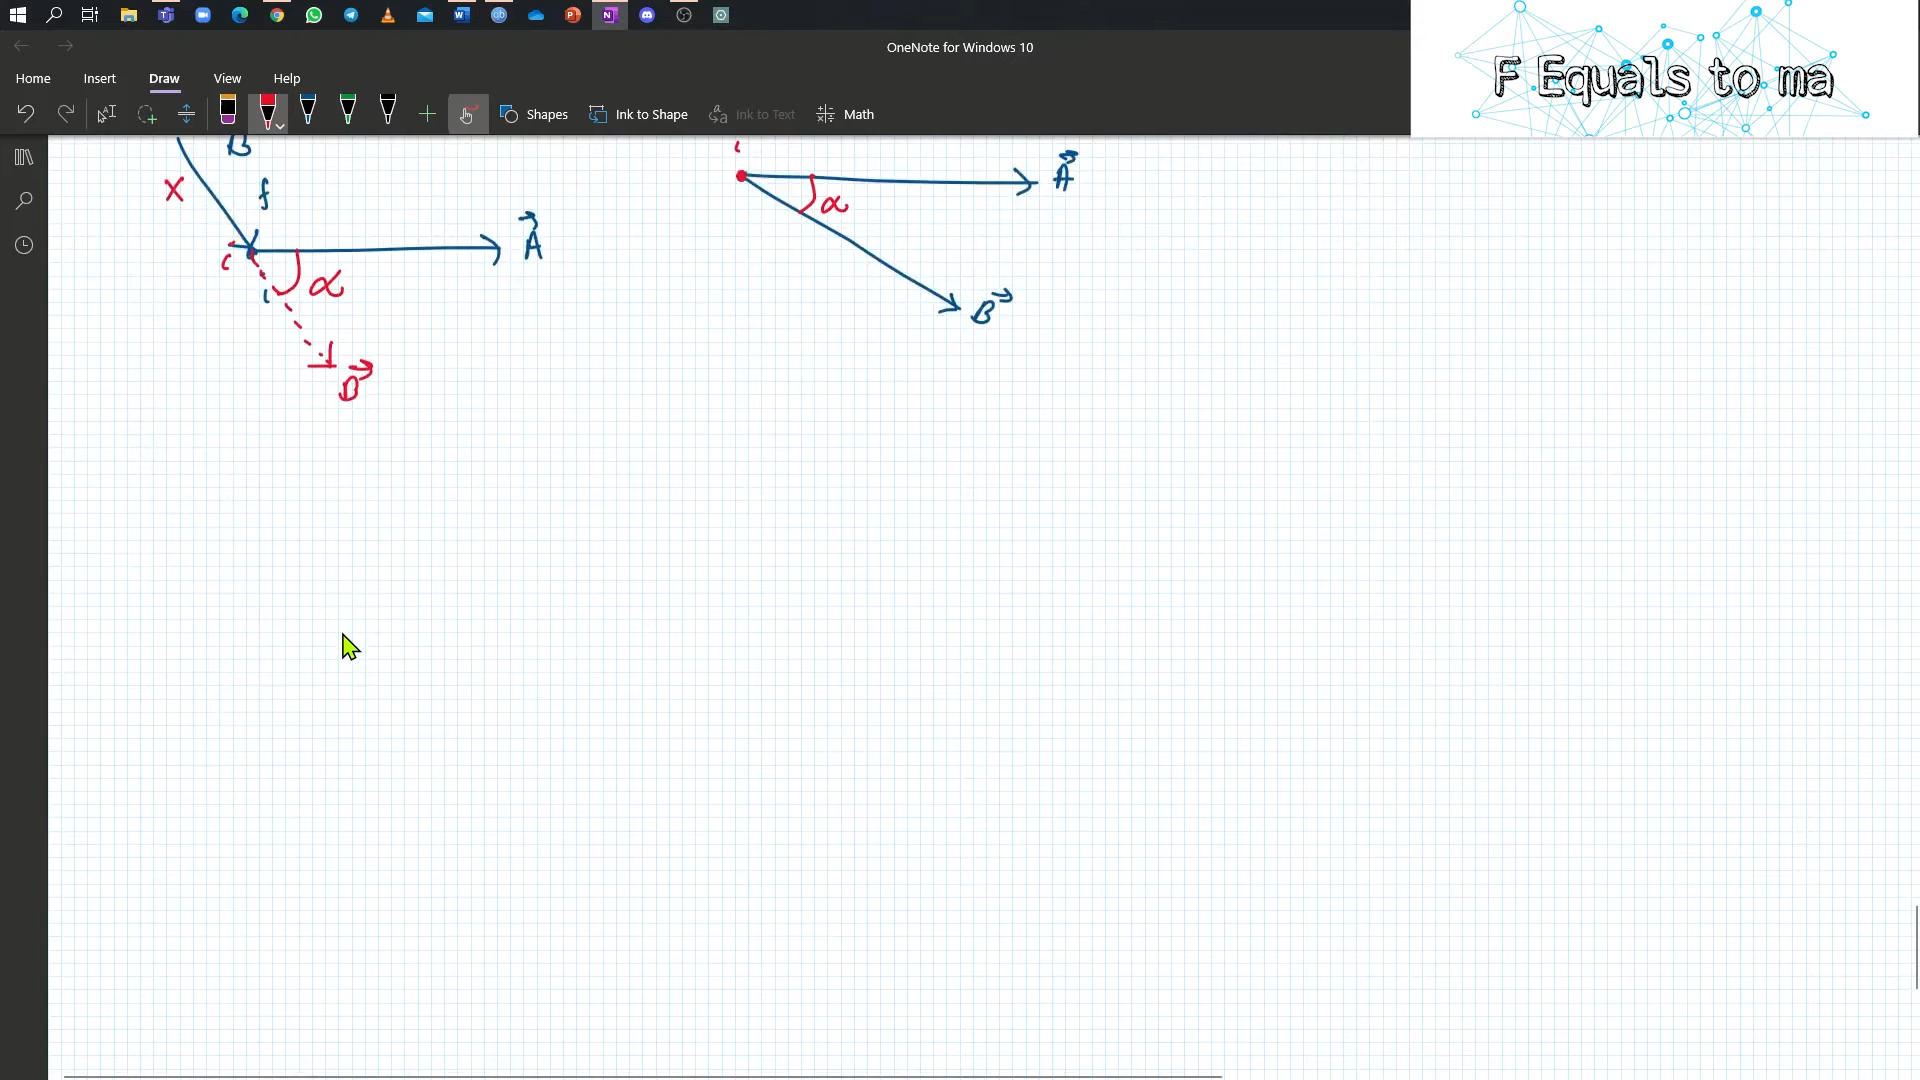 OneNote for Windows 10
F Equals to ma
Home Insert Draw View Help
Shapes Ink to Shape Ink to Text Math
B
X f
A
α
B
A
α
B